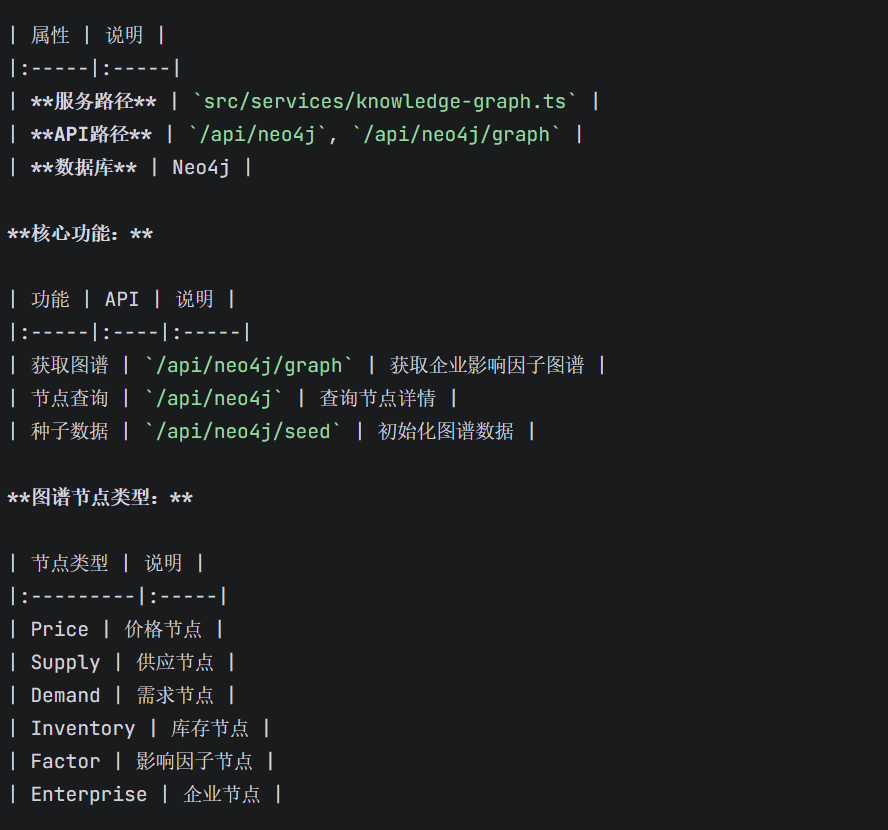 | 属性 | 说明 |
|:-----|:-----|
| **服务路径** | `src/services/knowledge-graph.ts` |
| **API路径** | `/api/neo4j`, `/api/neo4j/graph` |
| **数据库** | Neo4j |
**核心功能：**
| 功能 | API | 说明 |
|:-----|:----|:-----|
| 获取图谱 | `/api/neo4j/graph` | 获取企业影响因子图谱 |
| 节点查询 | `/api/neo4j` | 查询节点详情 |
| 种子数据 | `/api/neo4j/seed` | 初始化图谱数据 |
**图谱节点类型：**
| 节点类型 | 说明 |
|:---------|:-----|
| Price | 价格节点 |
| Supply | 供应节点 |
| Demand | 需求节点 |
| Inventory | 库存节点 |
| Factor | 影响因子节点 |
| Enterprise | 企业节点 |